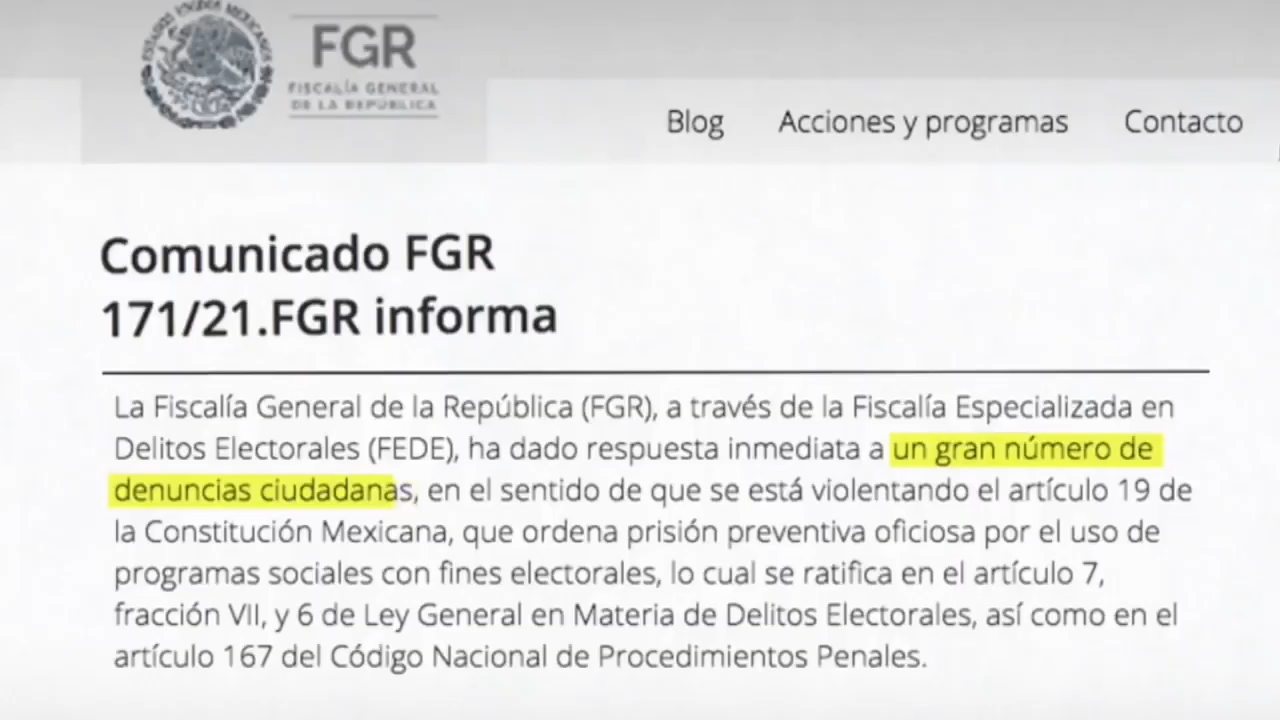 ESTADOS UNIDOS MEXICANOS
FGR
FISCALÍA GENERAL
DE LA REPÚBLICA
Blog
Acciones y programas
Contacto
Comunicado FGR
171/21.FGR informa
La Fiscalía General de la República (FGR), a través de la Fiscalía Especializada en
Delitos Electorales (FEDE), ha dado respuesta inmediata a un gran número de
denuncias ciudadanas, en el sentido de que se está violentando el artículo 19 de
la Constitución Mexicana, que ordena prisión preventiva oficiosa por el uso de
programas sociales con fines electorales, lo cual se ratifica en el artículo 7,
fracción VII, y 6 de Ley General en Materia de Delitos Electorales, así como en el
artículo 167 del Código Nacional de Procedimientos Penales.